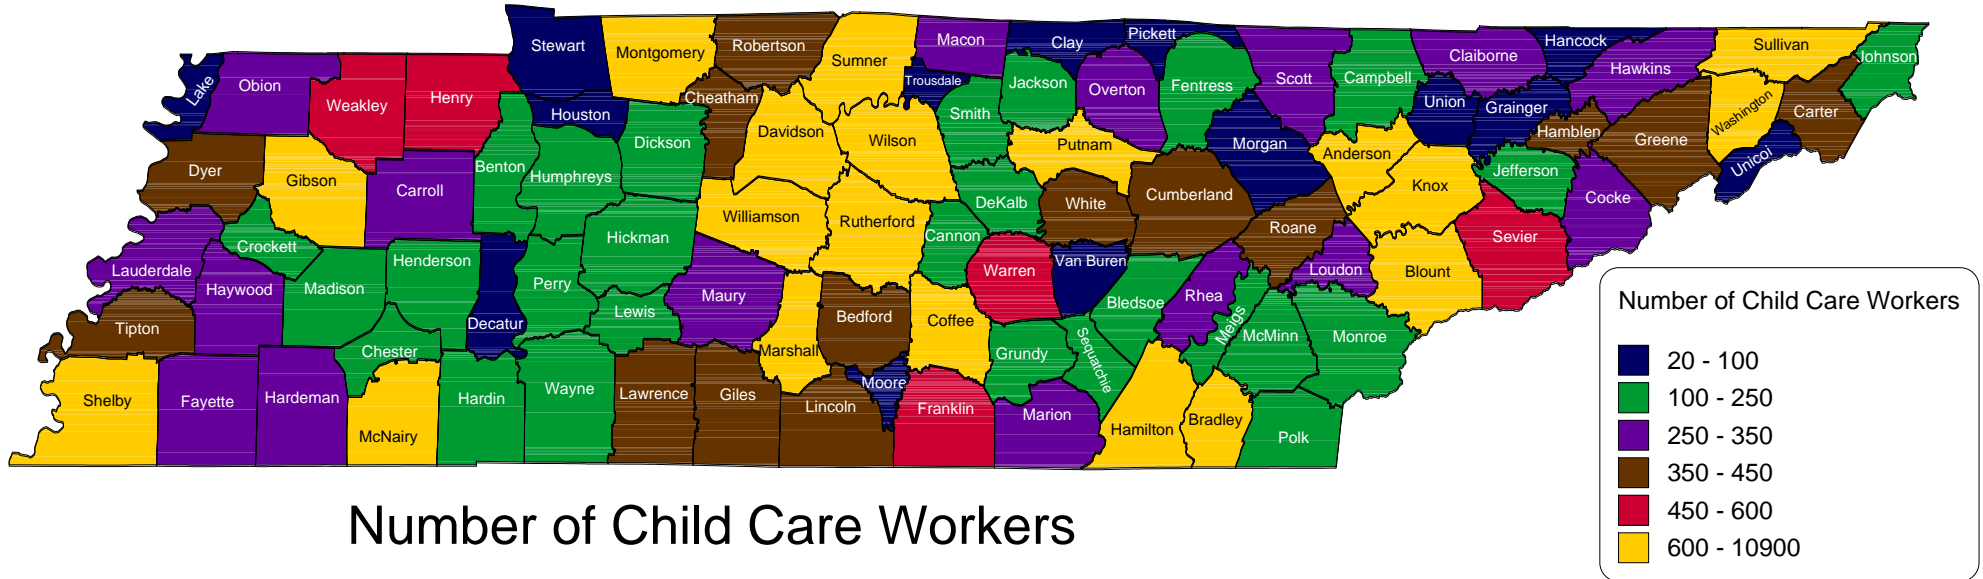 Stewart
Montgomery
Robertson
Sumner
Macon
Clay
Pickett
Scott
Campbell
Claiborne
Hancock
Hawkins
Sullivan
Johnson
Lake
Obion
Weakley
Henry
Houston
Cheatham
Trousdale
Jackson
Overton
Fentress
Union
Grainger
Hamblen
Greene
Washington
Carter
Unicoi
Dyer
Gibson
Carroll
Benton
Humphreys
Dickson
Davidson
Wilson
Smith
Putnam
Morgan
Anderson
Knox
Jefferson
Cocke
Sevier
Crockett
Henderson
Hickman
Williamson
Rutherford
Cannon
DeKalb
White
Cumberland
Roane
Loudon
Blount
Lauderdale
Haywood
Madison
Decatur
Perry
Lewis
Maury
Bedford
Coffee
Warren
Van Buren
Bledsoe
Rhea
Meigs
McMinn
Monroe
Tipton
Chester
Marshall
Moore
Grundy
Sequatchie
Shelby
Fayette
Hardeman
McNairy
Hardin
Wayne
Lawrence
Giles
Lincoln
Franklin
Marion
Hamilton
Bradley
Polk
Number of Child Care Workers
20 - 100
100 - 250
250 - 350
350 - 450
450 - 600
600 - 10900
Number of Child Care Workers